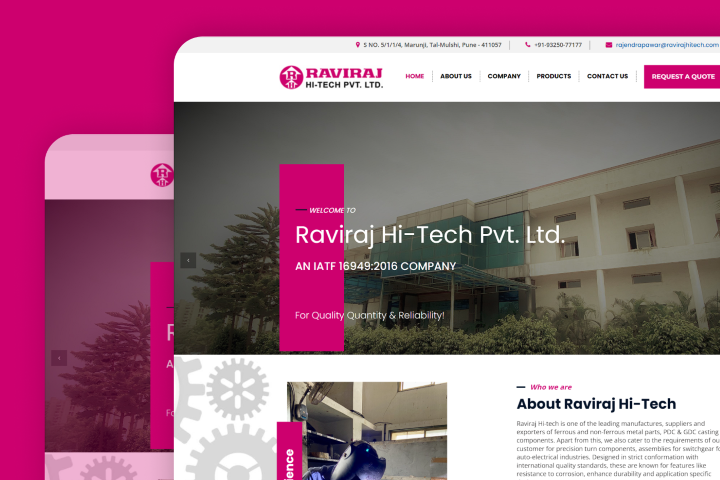 S NO. 5/1/1/4, Marunji, Tal-Mulshi, Pune - 411057
+91-93250-77177
rajendrapawar@ravirajhitech.com
RAVIRAJ
HI-TECH PVT. LTD.
HOME
ABOUT US
COMPANY
PRODUCTS
CONTACT US
REQUEST A QUOTE
WELCOME TO
Raviraj Hi-Tech Pvt. Ltd.
AN IATF 16949:2016 COMPANY
For Quality Quantity & Reliability!
Who we are
About Raviraj Hi-Tech
Raviraj Hi-tech is one of the leading manufactures, suppliers and
exporters of ferrous and non-ferrous metal parts, PDC & GDC casting
components. Apart from this, we also cater to the requirements of ou
customer for precision turn components, assemblies for switchgear fo
auto-electrical industries. Designed in strict conformation with
international quality standards, these are known for features like
resistance to corrosion, enhance durability and application specific
ience